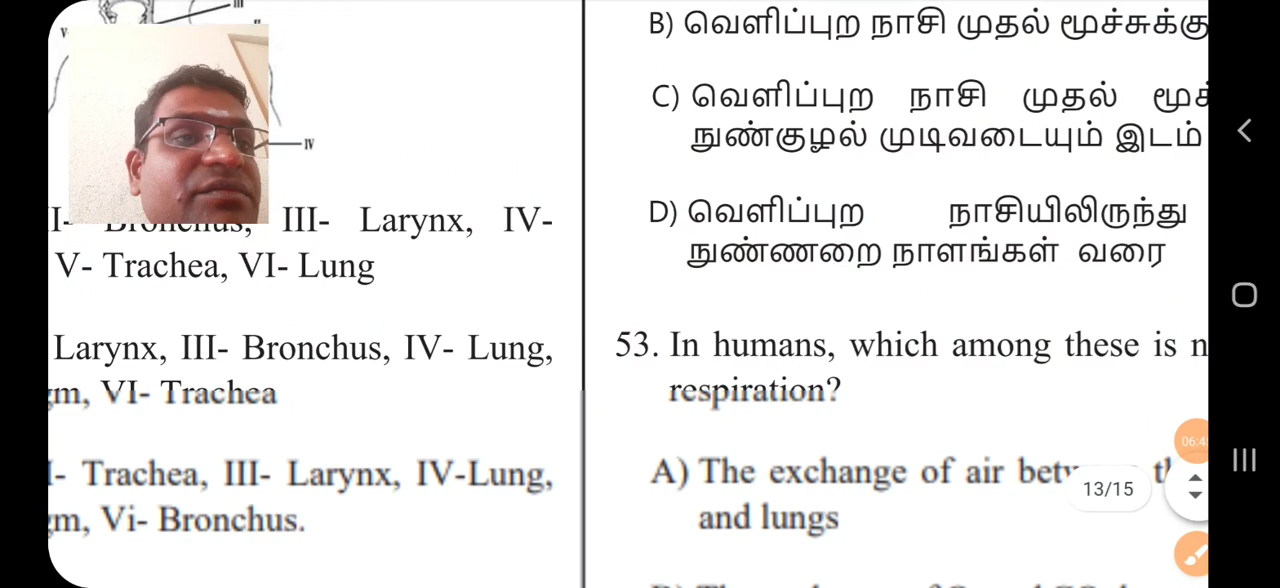 III
V
IV
III- Larynx, IV-
V- Trachea, VI- Lung
Larynx, III- Bronchus, IV- Lung,
VI- Trachea
Trachea, III- Larynx, IV-Lung,
Vi- Bronchus.
B) வெளிப்புற நாசி முதல்
C) வெளிப்புற நாசி முதல்
நுண்குழல் முடிவடையும் இடம்
D) வெளிப்புற நாசியிலிருந்து
நுண்ணறை நாளங்கள் வரை
53. In humans, which among these is
respiration?
A) The exchange of air
and lungs
13/15